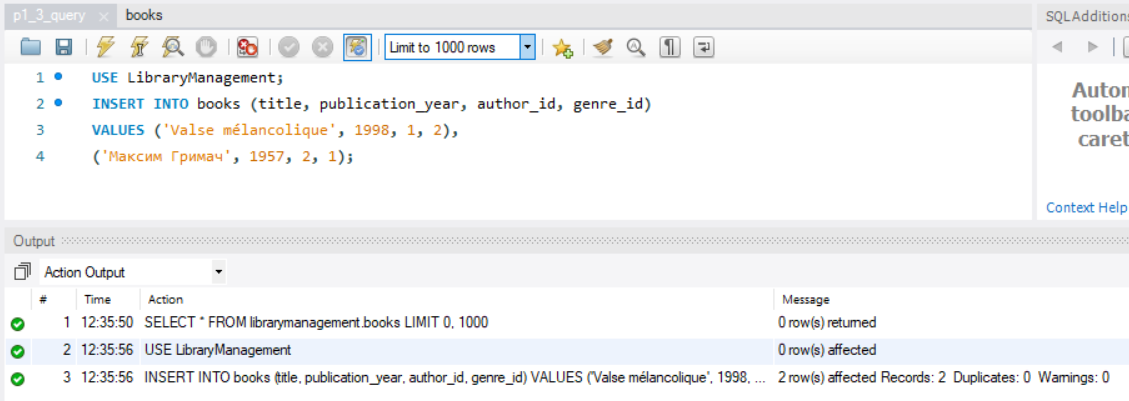 p1_3_query × books
SQLAdditions
Limit to 1000 rows
1 USE LibraryManagement;
2 INSERT INTO books (title, publication_year, author_id, genre_id)
3 VALUES ('Valse mélancolique', 1998, 1, 2),
4 ('Максим Гримач', 1957, 2, 1);
Autom
toolba
caret
Context Help
Output
Action Output
# Time Action Message
1 12:35:50 SELECT * FROM librarymanagement.books LIMIT 0, 1000 0 row(s) returned
2 12:35:56 USE LibraryManagement 0 row(s) affected
3 12:35:56 INSERT INTO books (title, publication_year, author_id, genre_id) VALUES ('Valse mélancolique', 1998, ... 2 row(s) affected Records: 2 Duplicates: 0 Warnings: 0